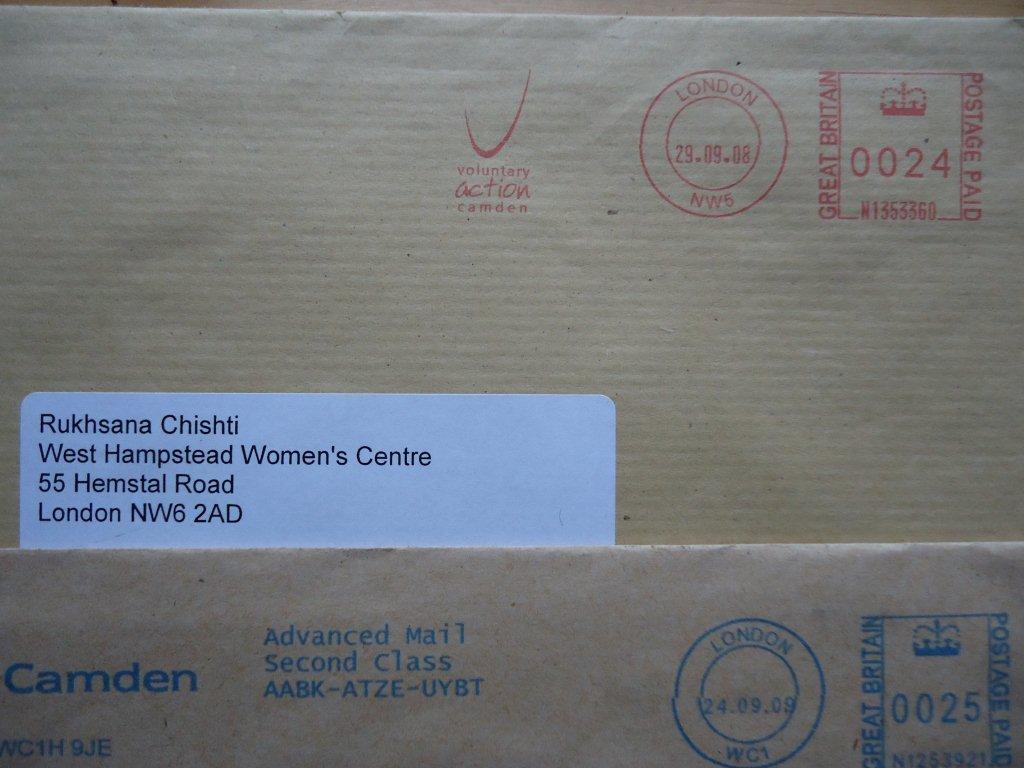 voluntary
action
camden
LONDON
29.09.08
NW5
GREAT BRITAIN
0024
N1353360
POSTAGE PAID
Rukhsana Chishti
West Hampstead Women's Centre
55 Hemstal Road
London NW6 2AD
Camden
WC1H 9JE
Advanced Mail
Second Class
AABK-ATZE-UYBT
LONDON
24.09.09
WC1
GREAT BRITAIN
0025
N1253921
POSTAGE PAID